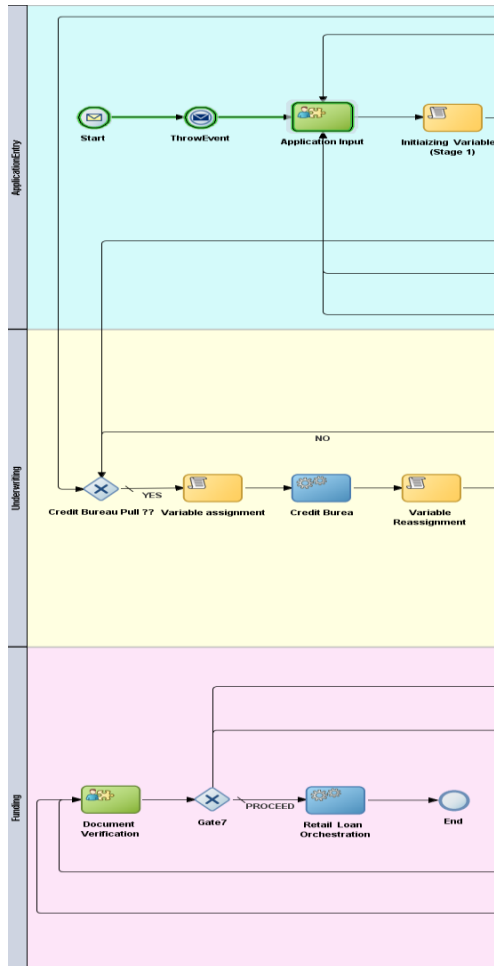 ApplicationEntry
Start
ThrowEvent
Application Input
Initiaizing Variable
(Stage 1)
Underwriting
NO
YES
Credit Bureau Pull ??
Variable assignment
Credit Burea
Variable
Reassignment
Funding
PROCEED
Document
Verification
Gate7
Retail Loan
Orchestration
End